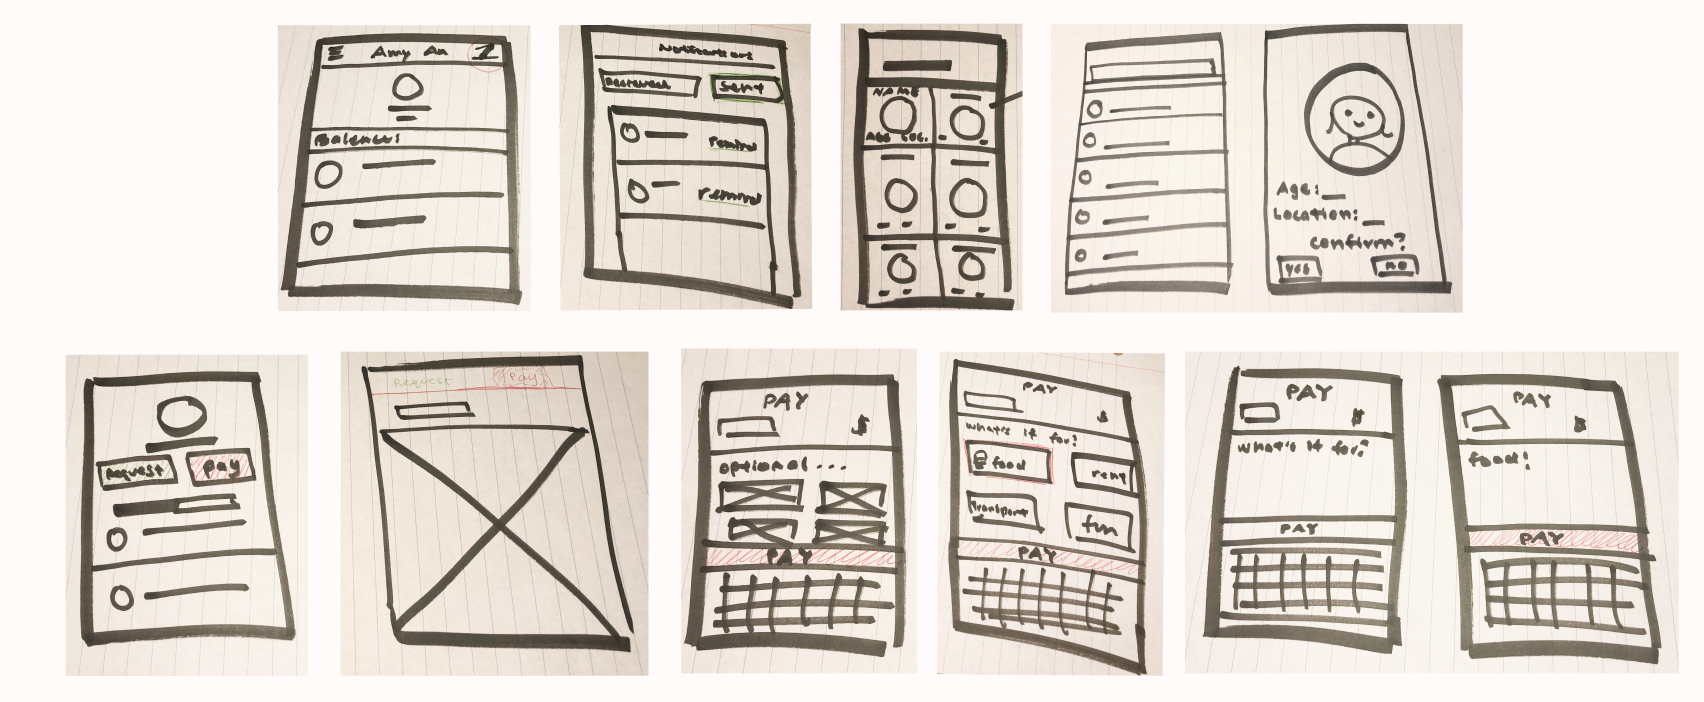 Amy An 1
Balances:
Notifications
Received Sent
remind
remind
NAME
AGE LOC.
Age:
Location:
confirm?
yes no
Request pay
Request Pay
PAY
$
optional...
PAY
PAY
$
What's it for?
food rent
Transport fun
PAY
PAY
$
What's it for?
PAY
PAY
$
food!
PAY